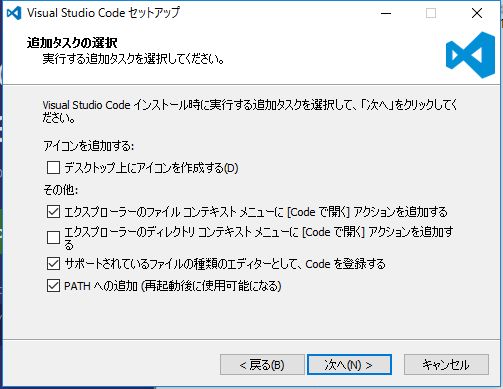 Visual Studio Code セットアップ
追加タスクの選択
実行する追加タスクを選択してください。
Visual Studio Code インストール時に実行する追加タスクを選択して、「次へ」をクリックしてく
ださい。
アイコンを追加する:
デスクトップ上にアイコンを作成する(D)
その他:
エクスプローラーのファイル コンテキスト メニューに [Code で開く] アクションを追加する
エクスプローラーのディレクトリ コンテキスト メニューに [Code で開く] アクションを追加す
る
サポートされているファイルの種類のエディターとして、Code を登録する
PATH への追加 (再起動後に使用可能になる)
< 戻る(B)
次へ(N) >
キャンセル